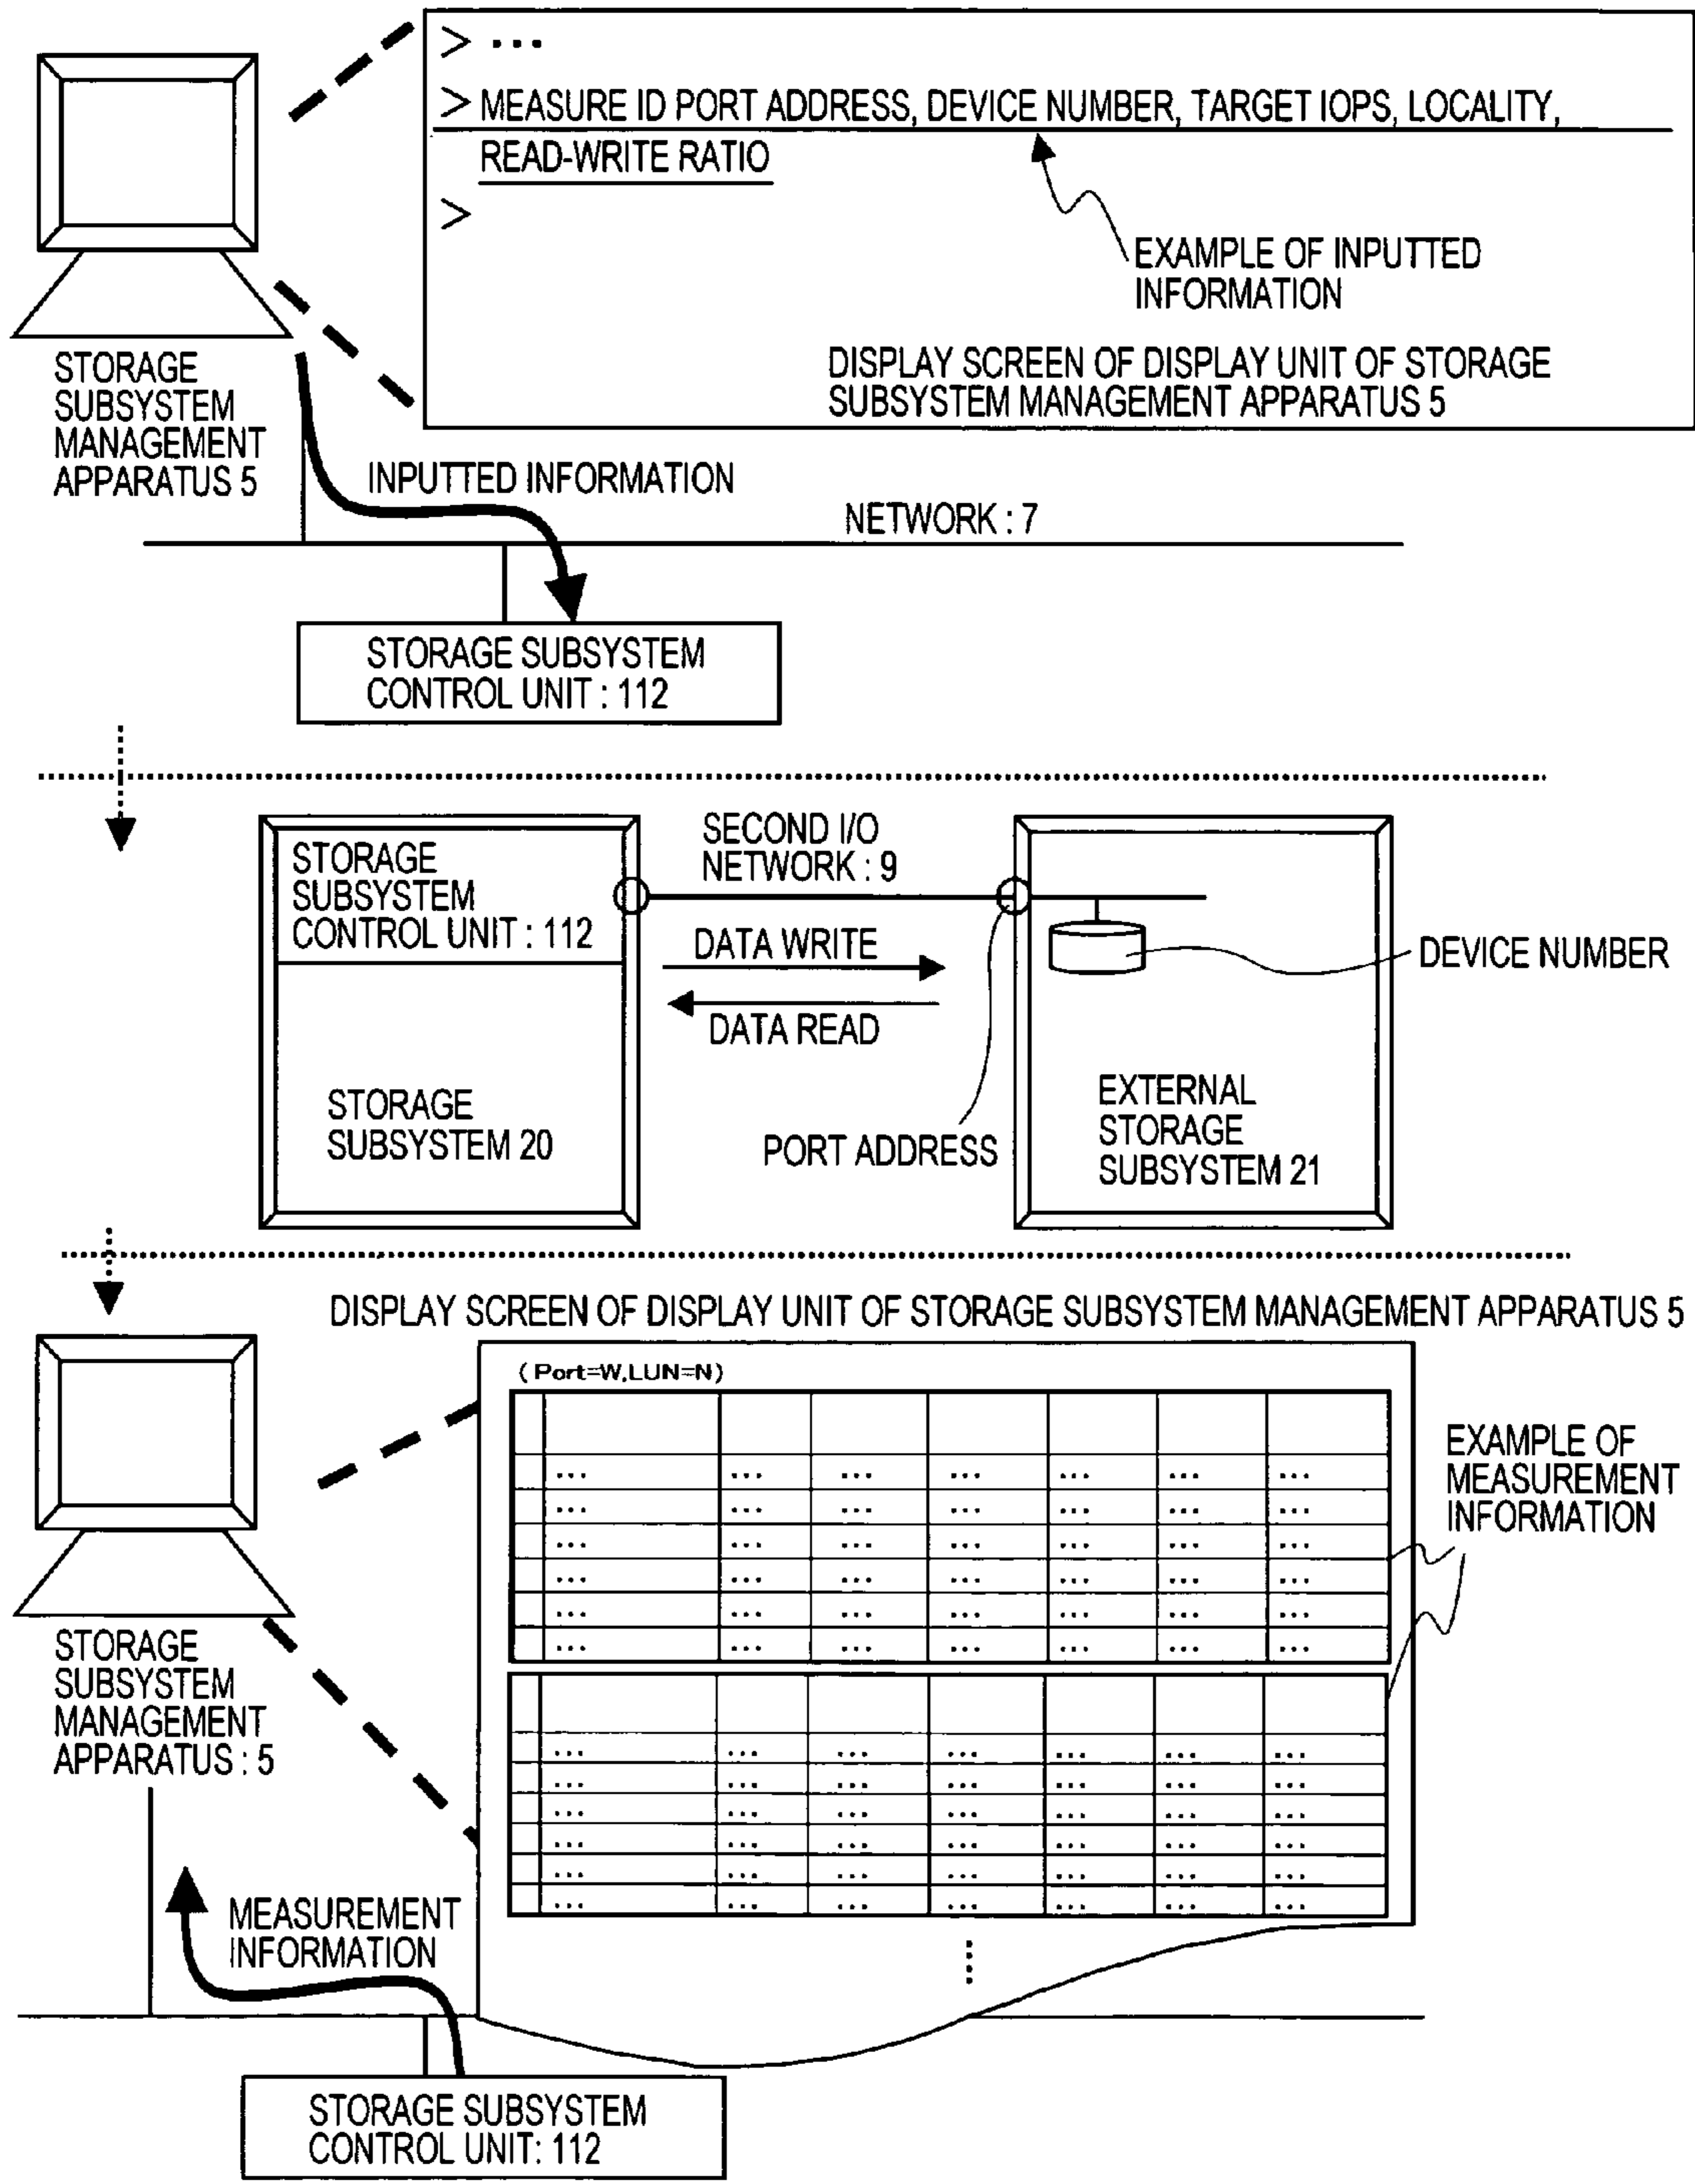 > ...
> MEASURE ID PORT ADDRESS, DEVICE NUMBER, TARGET IOPS, LOCALITY,
READ-WRITE RATIO
>
EXAMPLE OF INPUTTED
INFORMATION
DISPLAY SCREEN OF DISPLAY UNIT OF STORAGE
SUBSYSTEM MANAGEMENT APPARATUS 5
STORAGE
SUBSYSTEM
MANAGEMENT
APPARATUS 5
INPUTTED INFORMATION
NETWORK : 7
STORAGE SUBSYSTEM
CONTROL UNIT : 112
STORAGE
SUBSYSTEM
CONTROL UNIT : 112
SECOND I/O
NETWORK : 9
DATA WRITE
DATA READ
DEVICE NUMBER
STORAGE
SUBSYSTEM 20
PORT ADDRESS
EXTERNAL
STORAGE
SUBSYSTEM 21
DISPLAY SCREEN OF DISPLAY UNIT OF STORAGE SUBSYSTEM MANAGEMENT APPARATUS 5
(Port=W,LUN=N)
... ... ... ... ... ... ...
... ... ... ... ... ... ...
... ... ... ... ... ... ...
... ... ... ... ... ... ...
... ... ... ... ... ... ...
... ... ... ... ... ... ...
EXAMPLE OF
MEASUREMENT
INFORMATION
... ... ... ... ... ... ...
... ... ... ... ... ... ...
... ... ... ... ... ... ...
... ... ... ... ... ... ...
... ... ... ... ... ... ...
... ... ... ... ... ... ...
STORAGE
SUBSYSTEM
MANAGEMENT
APPARATUS : 5
MEASUREMENT
INFORMATION
STORAGE SUBSYSTEM
CONTROL UNIT: 112